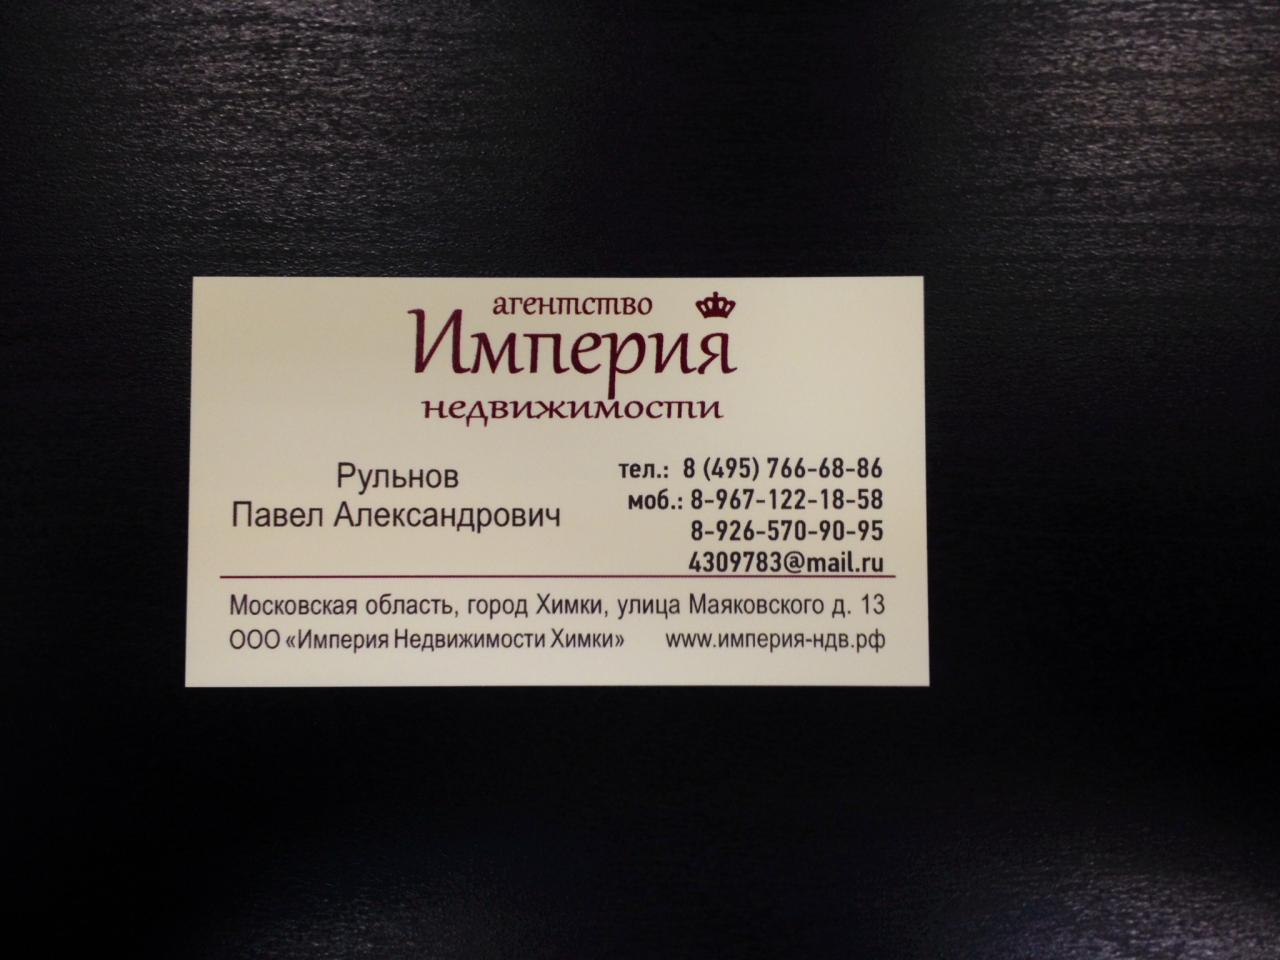 агентство
Империя
недвижимости
Рульнов
Павел Александрович
тел.: 8 (495) 766-68-86
моб.: 8-967-122-18-58
8-926-570-90-95
4309783@mail.ru
Московская область, город Химки, улица Маяковского д. 13
ООО «Империя Недвижимости Химки» www.империя-ндв.рф